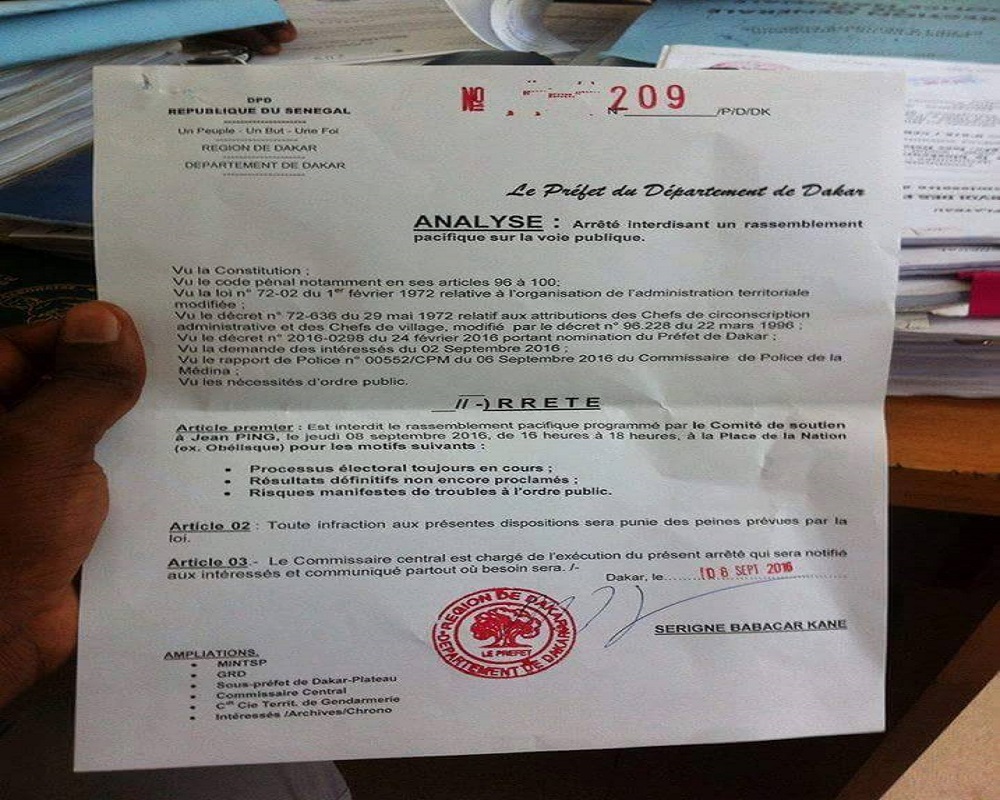 DPD
REPUBLIQUE DU SENEGAL
Un Peuple - Un But - Une Foi
REGION DE DAKAR
DEPARTEMENT DE DAKAR
Nº 209
N° /P/D/DK
Le Préfet du Département de Dakar
ANALYSE : Arrêté interdisant un rassemblement
pacifique sur la voie publique.
Vu la Constitution ;
Vu le code pénal notamment en ses articles 96 à 100;
Vu la loi n° 72-02 du 1er février 1972 relative à l'organisation de l'administration territoriale
modifiée ;
Vu le décret n° 72-636 du 29 mai 1972 relatif aux attributions des Chefs de circonscription
administrative et des Chefs de village, modifié par le décret n° 96.228 du 22 mars 1996 ;
Vu le décret n° 2016-0298 du 24 février 2016 portant nomination du Préfet de Dakar ;
Vu la demande des intéressés du 02 Septembre 2016 ;
Vu le rapport de Police n° 00552/CPM du 06 Septembre 2016 du Commissaire de Police de la
Médina ;
Vu les nécessités d'ordre public.
//-) R R E T E
Article premier : Est interdit le rassemblement pacifique programmé par le Comité de soutien
à Jean PING, le jeudi 08 septembre 2016, de 16 heures à 18 heures, à la Place de la Nation
(ex. Obélisque) pour les motifs suivants :
• Processus électoral toujours en cours ;
• Résultats définitifs non encore proclamés ;
• Risques manifestes de troubles à l'ordre public.
Article 02 : Toute infraction aux présentes dispositions sera punie des peines prévues par la
loi.
Article 03.- Le Commissaire central est chargé de l'exécution du présent arrêté qui sera notifié
aux intéressés et communiqué partout où besoin sera. /-
Dakar, le........08 SEPT. 2016
REGION DE DAKAR
LE PREFET
DEPARTEMENT DE DAKAR
SERIGNE BABACAR KANE
AMPLIATIONS.
• MINTSP
• GRD
• Sous-préfet de Dakar-Plateau
• Commissaire Central
• Cdt Cie Territ. de Gendarmerie
• Intéressés /Archives/Chrono